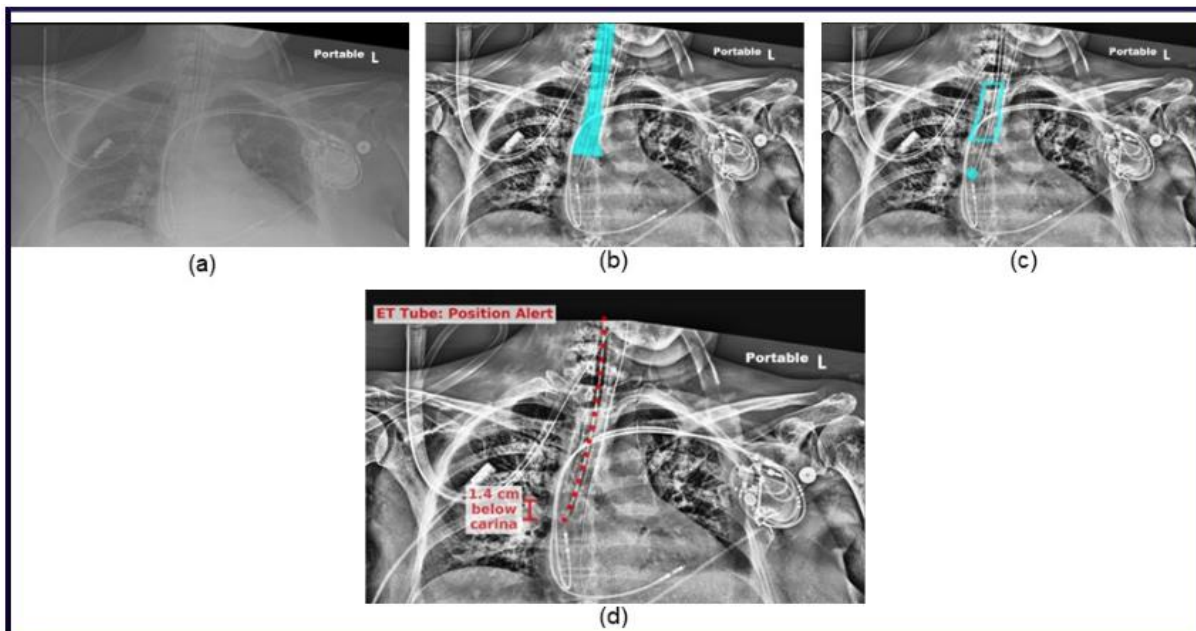 Portable L
Portable L
Portable L
(a)
(b)
(c)
ET Tube: Position Alert
Portable L
1.4 cm
below
carina
(d)